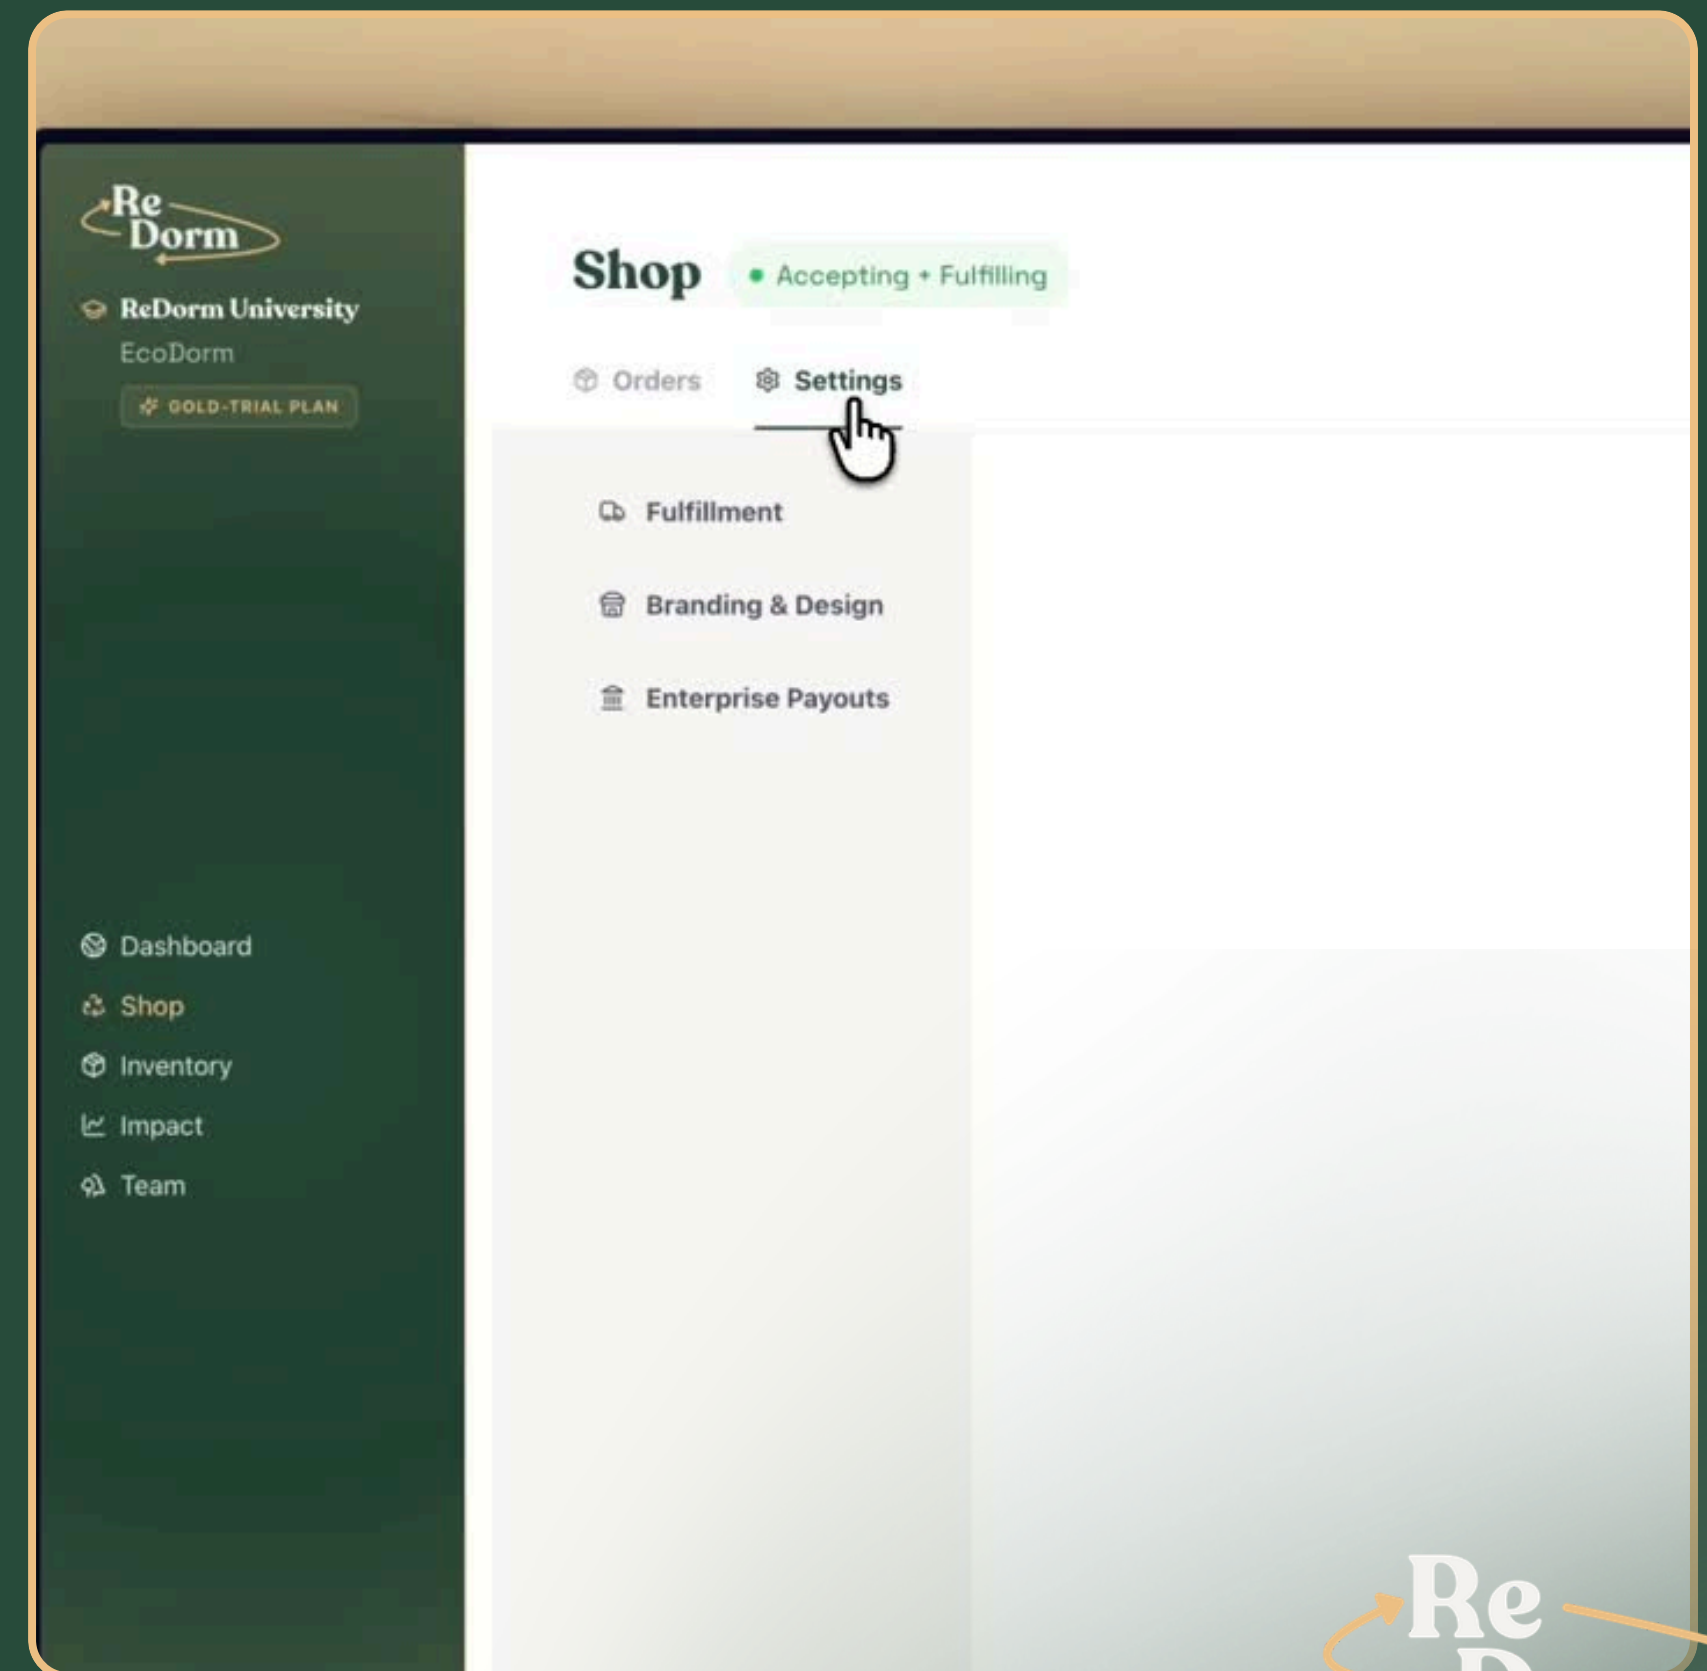 Re
Dorm
ReDorm University
EcoDorm
GOLD-TRIAL PLAN
Dashboard
Shop
Inventory
Impact
Team
Shop
Accepting + Fulfilling
Orders
Settings
Fulfillment
Branding & Design
Enterprise Payouts
Re